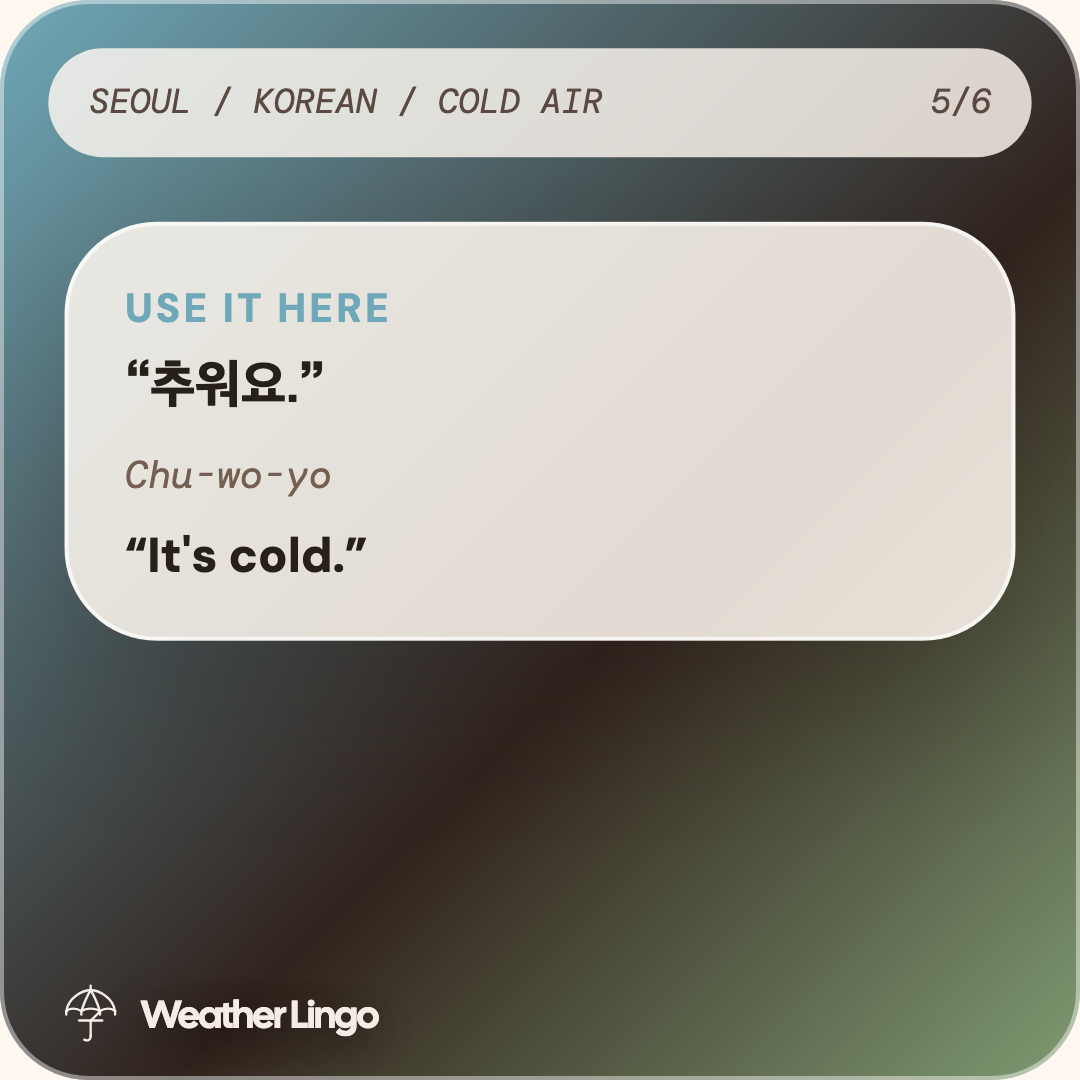 SEOUL / KOREAN / COLD AIR 5/6
USE IT HERE
“추워요.”
Chu-wo-yo
“It's cold.”
Weather Lingo